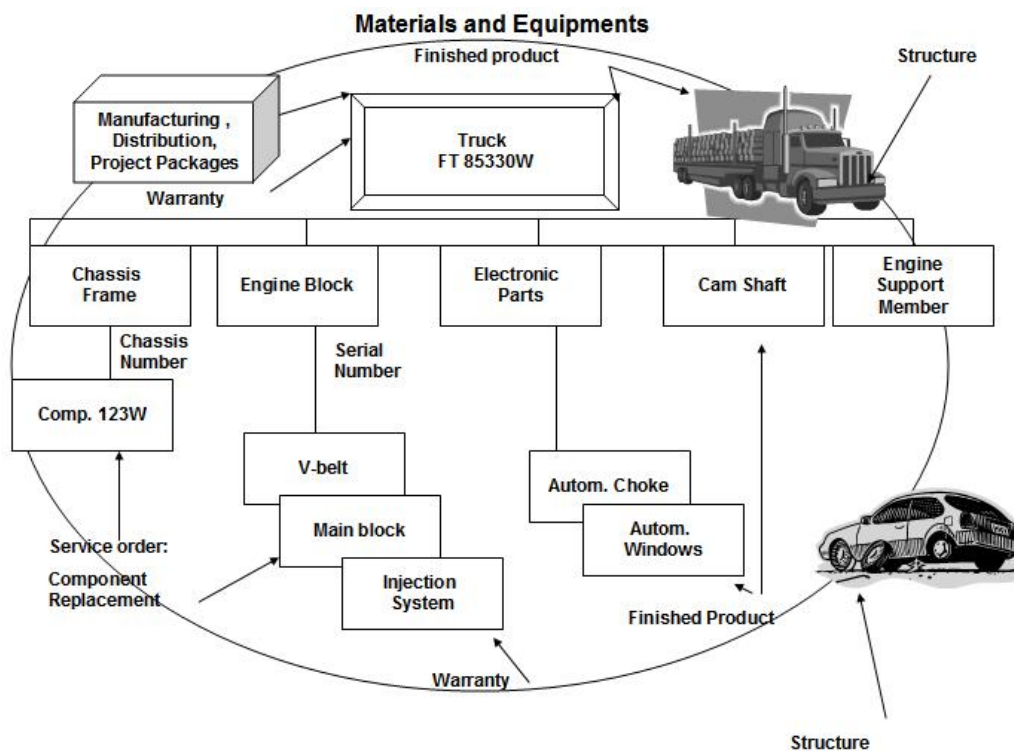 Materials and Equipments
Finished product
Structure
Manufacturing ,
Distribution,
Project Packages
Truck
FT 85330W
Warranty
Chassis
Frame
Engine Block
Electronic
Parts
Cam Shaft
Engine
Support
Member
Chassis
Number
Serial
Number
Comp. 123W
V-belt
Autom. Choke
Main block
Autom.
Windows
Service order:
Component
Replacement
Injection
System
Finished Product
Warranty
Structure